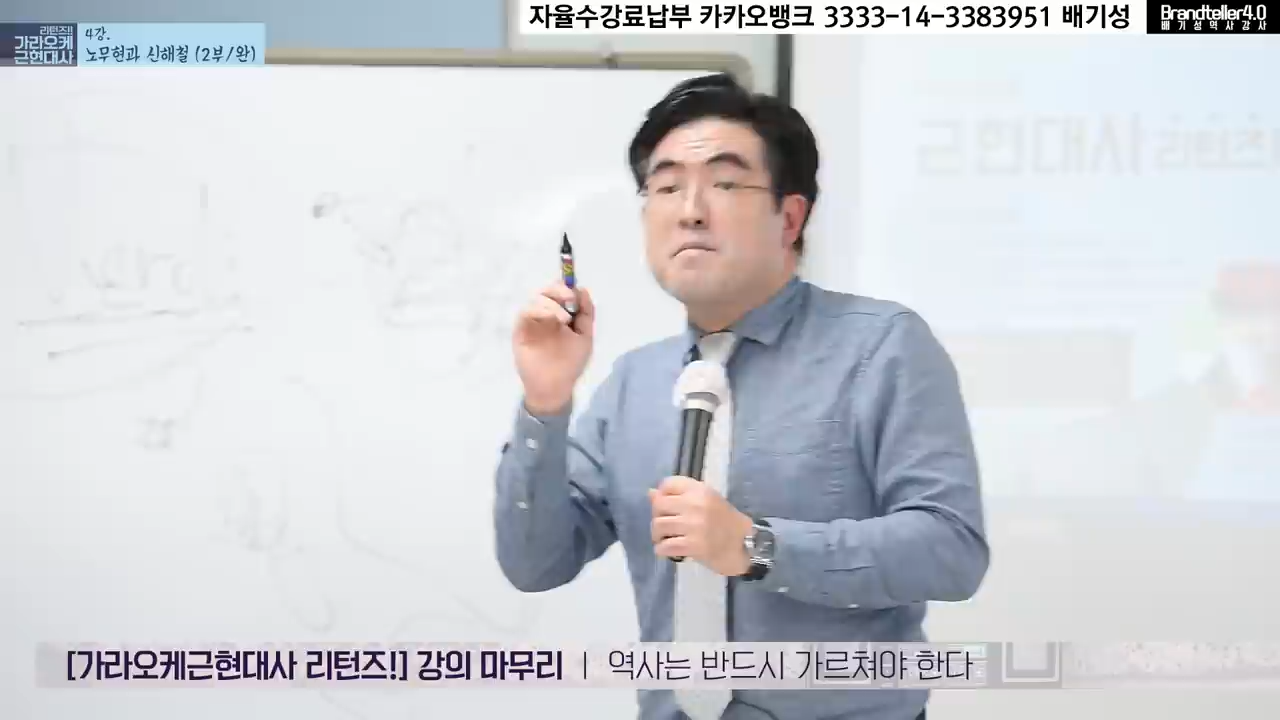 자율수강료납부 카카오뱅크 3333-14-3383951 배기성
Brandteller4.0
배기성역사강사
리턴즈!!
가라오케
근현대사
4강.
노무현과 신해철 (2부/완)
근현대사 리턴즈
[가라오케근현대사 리턴즈!] 강의 마무리 | 역사는 반드시 가르쳐야 한다